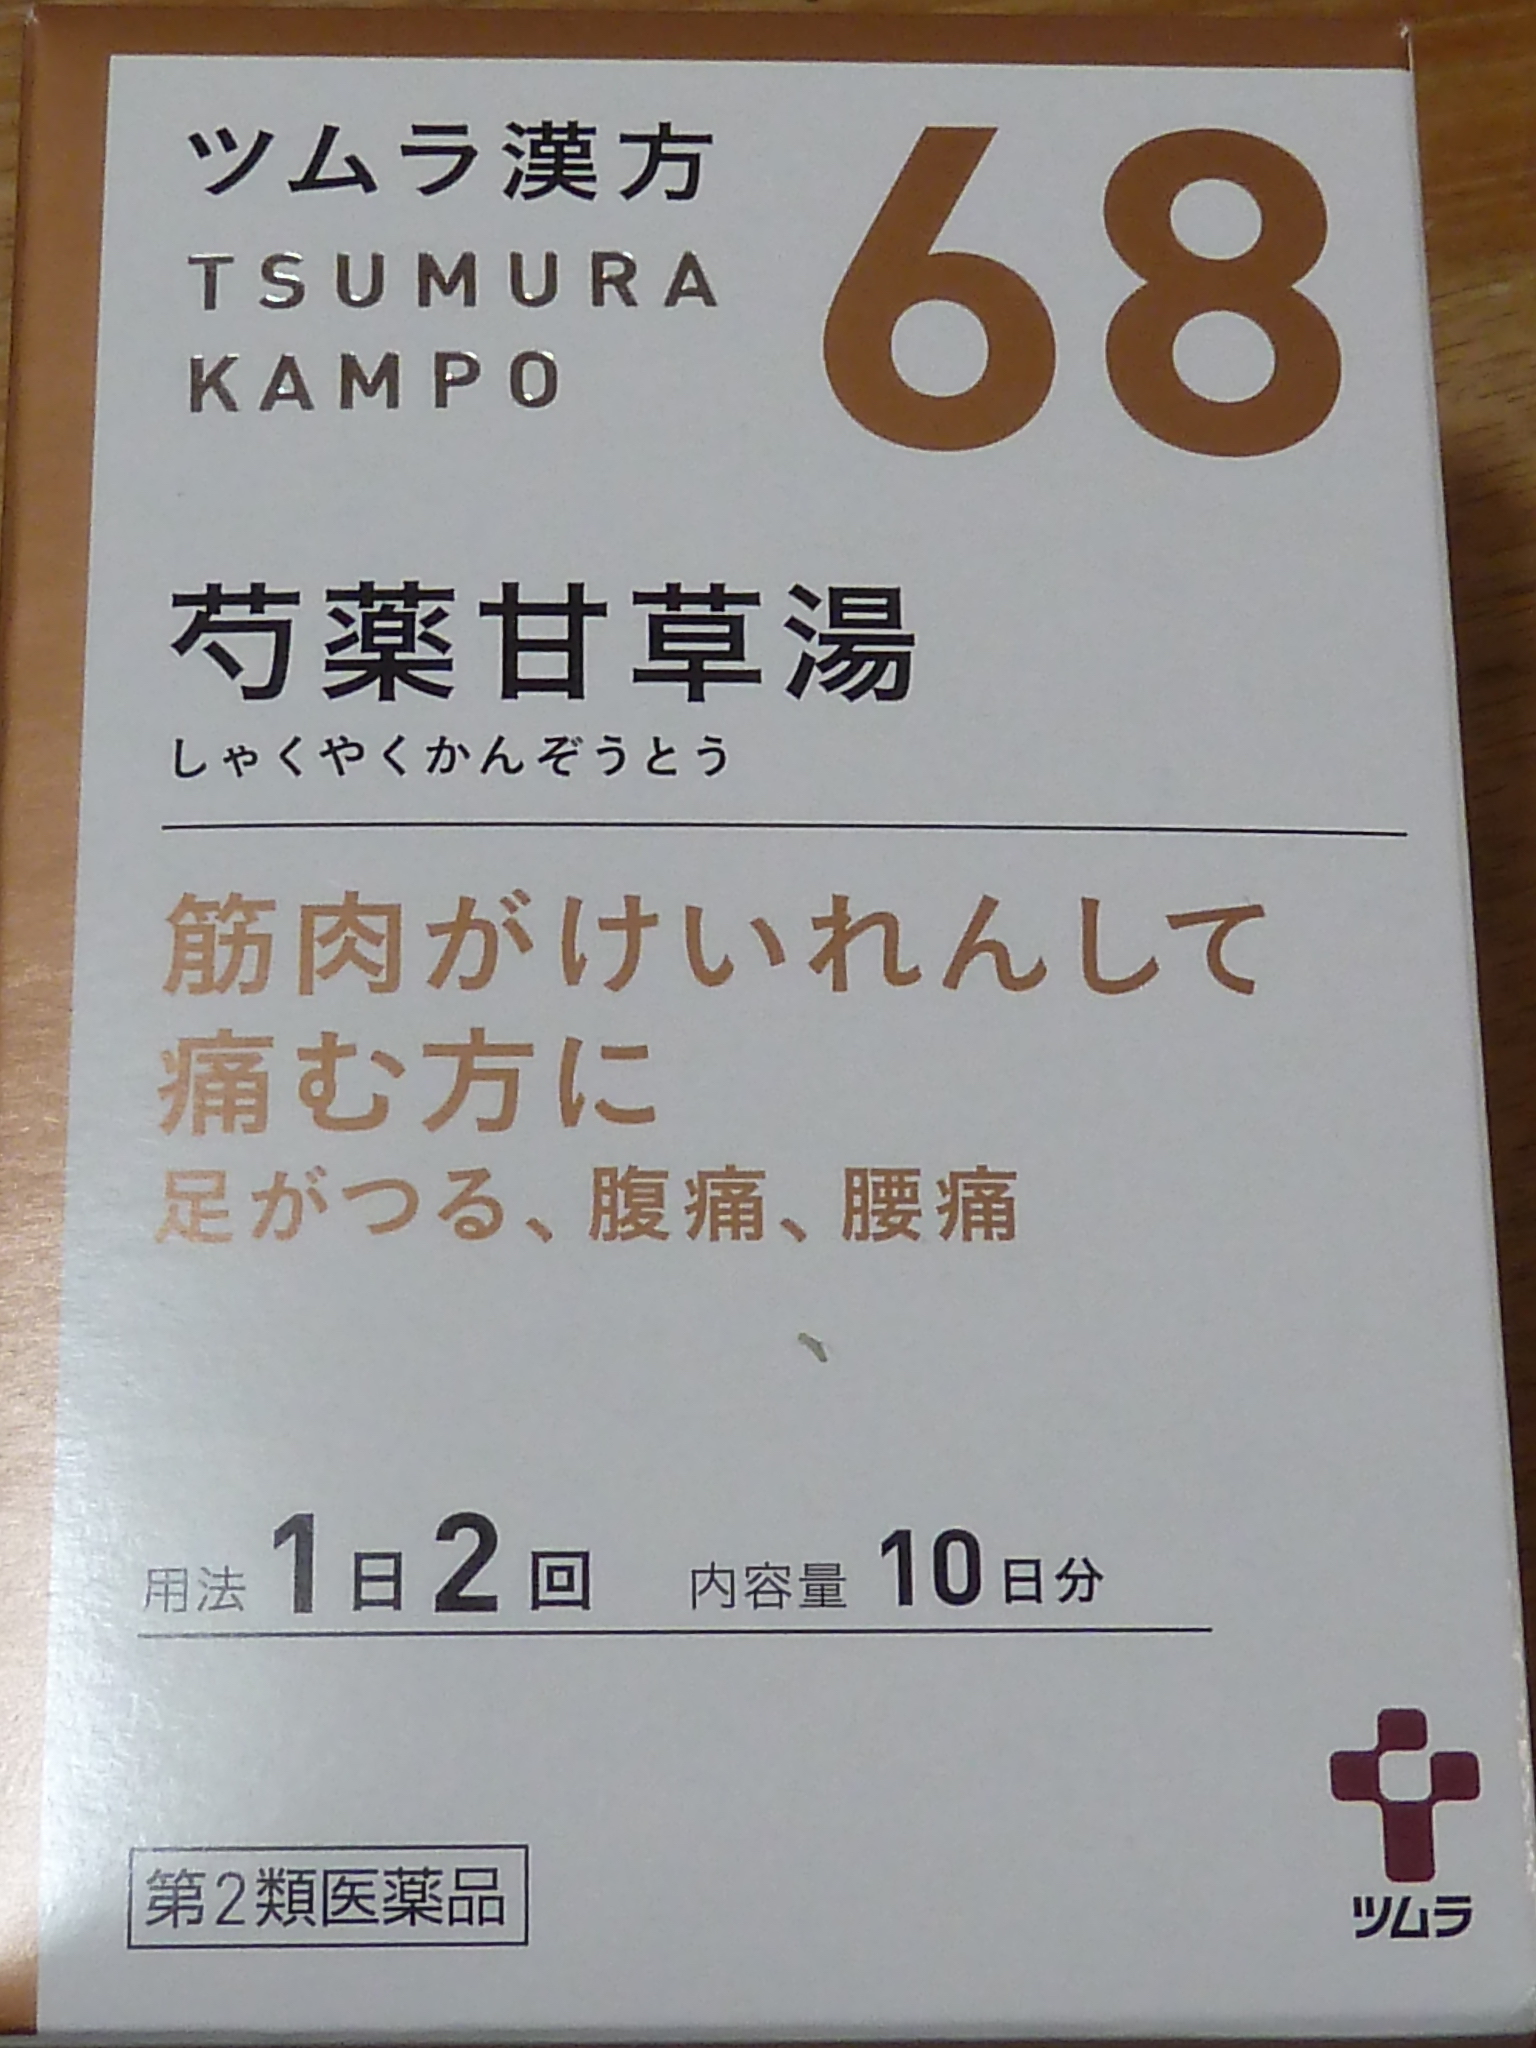 ツムラ漢方
TSUMURA
KAMPO
68
芍薬甘草湯
しゃくやくかんぞうとう
筋肉がけいれんして
痛む方に
足がつる、腹痛、腰痛
用法 1日2回 内容量 10日分
第2類医薬品
ツムラ